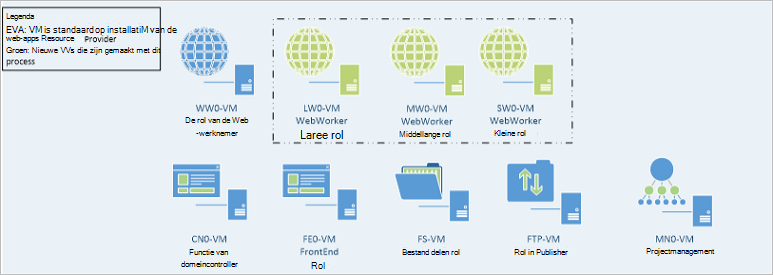 Legenda
EVA: VM is standaard op installatiM van de
web-apps Resource Provider
Groen: Nieuwe VVs die zijn gemaakt met dit
process
WW0-VM
De rol van de Web
-werknemer
LW0-VM
WebWorker
Laree rol
MW0-VM
WebWorker
Middellange rol
SW0-VM
WebWorker
Kleine rol
CN0-VM
Functie van
domeincontroller
FE0-VM
FrontEnd
Rol
FS-VM
Bestand delen rol
FTP-VM
Rol in Publisher
MN0-VM
Projectmanagement